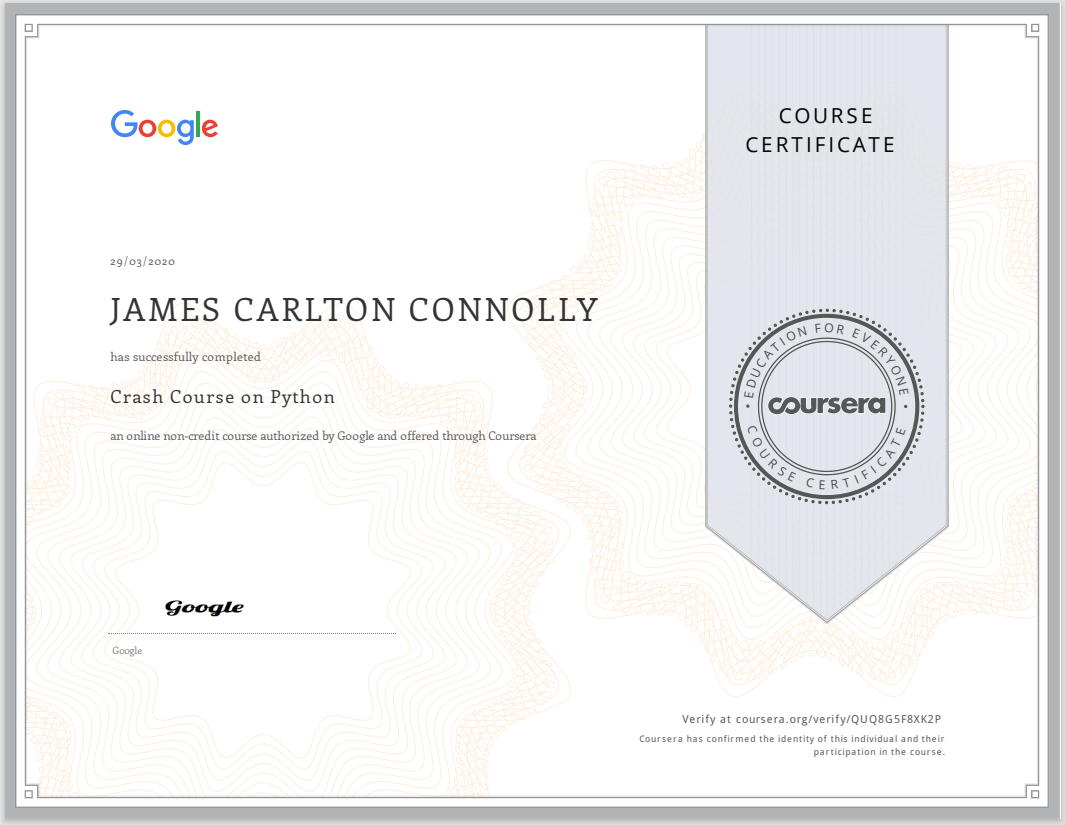 Google
COURSE
CERTIFICATE
29/03/2020
JAMES CARLTON CONNOLLY
has successfully completed
Crash Course on Python
an online non-credit course authorized by Google and offered through Coursera
EDUCATION FOR EVERYONE
coursera
COURSE CERTIFICATE
Google
Google
Verify at coursera.org/verify/QUQ8G5F8XK2P
Coursera has confirmed the identity of this individual and their
participation in the course.